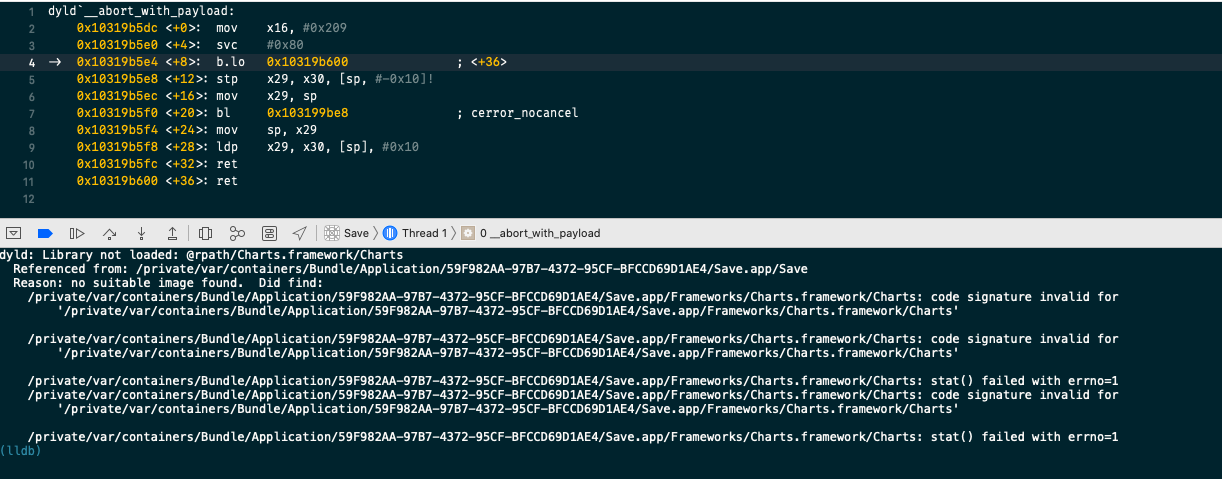 1 dyld`__abort_with_payload:
2 0x10319b5dc <+0>: mov x16, #0x209
3 0x10319b5e0 <+4>: svc #0x80
4 -> 0x10319b5e4 <+8>: b.lo 0x10319b600 ; <+36>
5 0x10319b5e8 <+12>: stp x29, x30, [sp, #-0x10]!
6 0x10319b5ec <+16>: mov x29, sp
7 0x10319b5f0 <+20>: bl 0x103199be8 ; cerror_nocancel
8 0x10319b5f4 <+24>: mov sp, x29
9 0x10319b5f8 <+28>: ldp x29, x30, [sp], #0x10
10 0x10319b5fc <+32>: ret
11 0x10319b600 <+36>: ret
12
Save 〉 Thread 1 〉 0 __abort_with_payload
dyld: Library not loaded: @rpath/Charts.framework/Charts
Referenced from: /private/var/containers/Bundle/Application/59F982AA-97B7-4372-95CF-BFCCD69D1AE4/Save.app/Save
Reason: no suitable image found.  Did find:
/private/var/containers/Bundle/Application/59F982AA-97B7-4372-95CF-BFCCD69D1AE4/Save.app/Frameworks/Charts.framework/Charts: code signature invalid for
'/private/var/containers/Bundle/Application/59F982AA-97B7-4372-95CF-BFCCD69D1AE4/Save.app/Frameworks/Charts.framework/Charts'
/private/var/containers/Bundle/Application/59F982AA-97B7-4372-95CF-BFCCD69D1AE4/Save.app/Frameworks/Charts.framework/Charts: code signature invalid for
'/private/var/containers/Bundle/Application/59F982AA-97B7-4372-95CF-BFCCD69D1AE4/Save.app/Frameworks/Charts.framework/Charts'
/private/var/containers/Bundle/Application/59F982AA-97B7-4372-95CF-BFCCD69D1AE4/Save.app/Frameworks/Charts.framework/Charts: stat() failed with errno=1
/private/var/containers/Bundle/Application/59F982AA-97B7-4372-95CF-BFCCD69D1AE4/Save.app/Frameworks/Charts.framework/Charts: code signature invalid for
'/private/var/containers/Bundle/Application/59F982AA-97B7-4372-95CF-BFCCD69D1AE4/Save.app/Frameworks/Charts.framework/Charts'
/private/var/containers/Bundle/Application/59F982AA-97B7-4372-95CF-BFCCD69D1AE4/Save.app/Frameworks/Charts.framework/Charts: stat() failed with errno=1
(lldb)